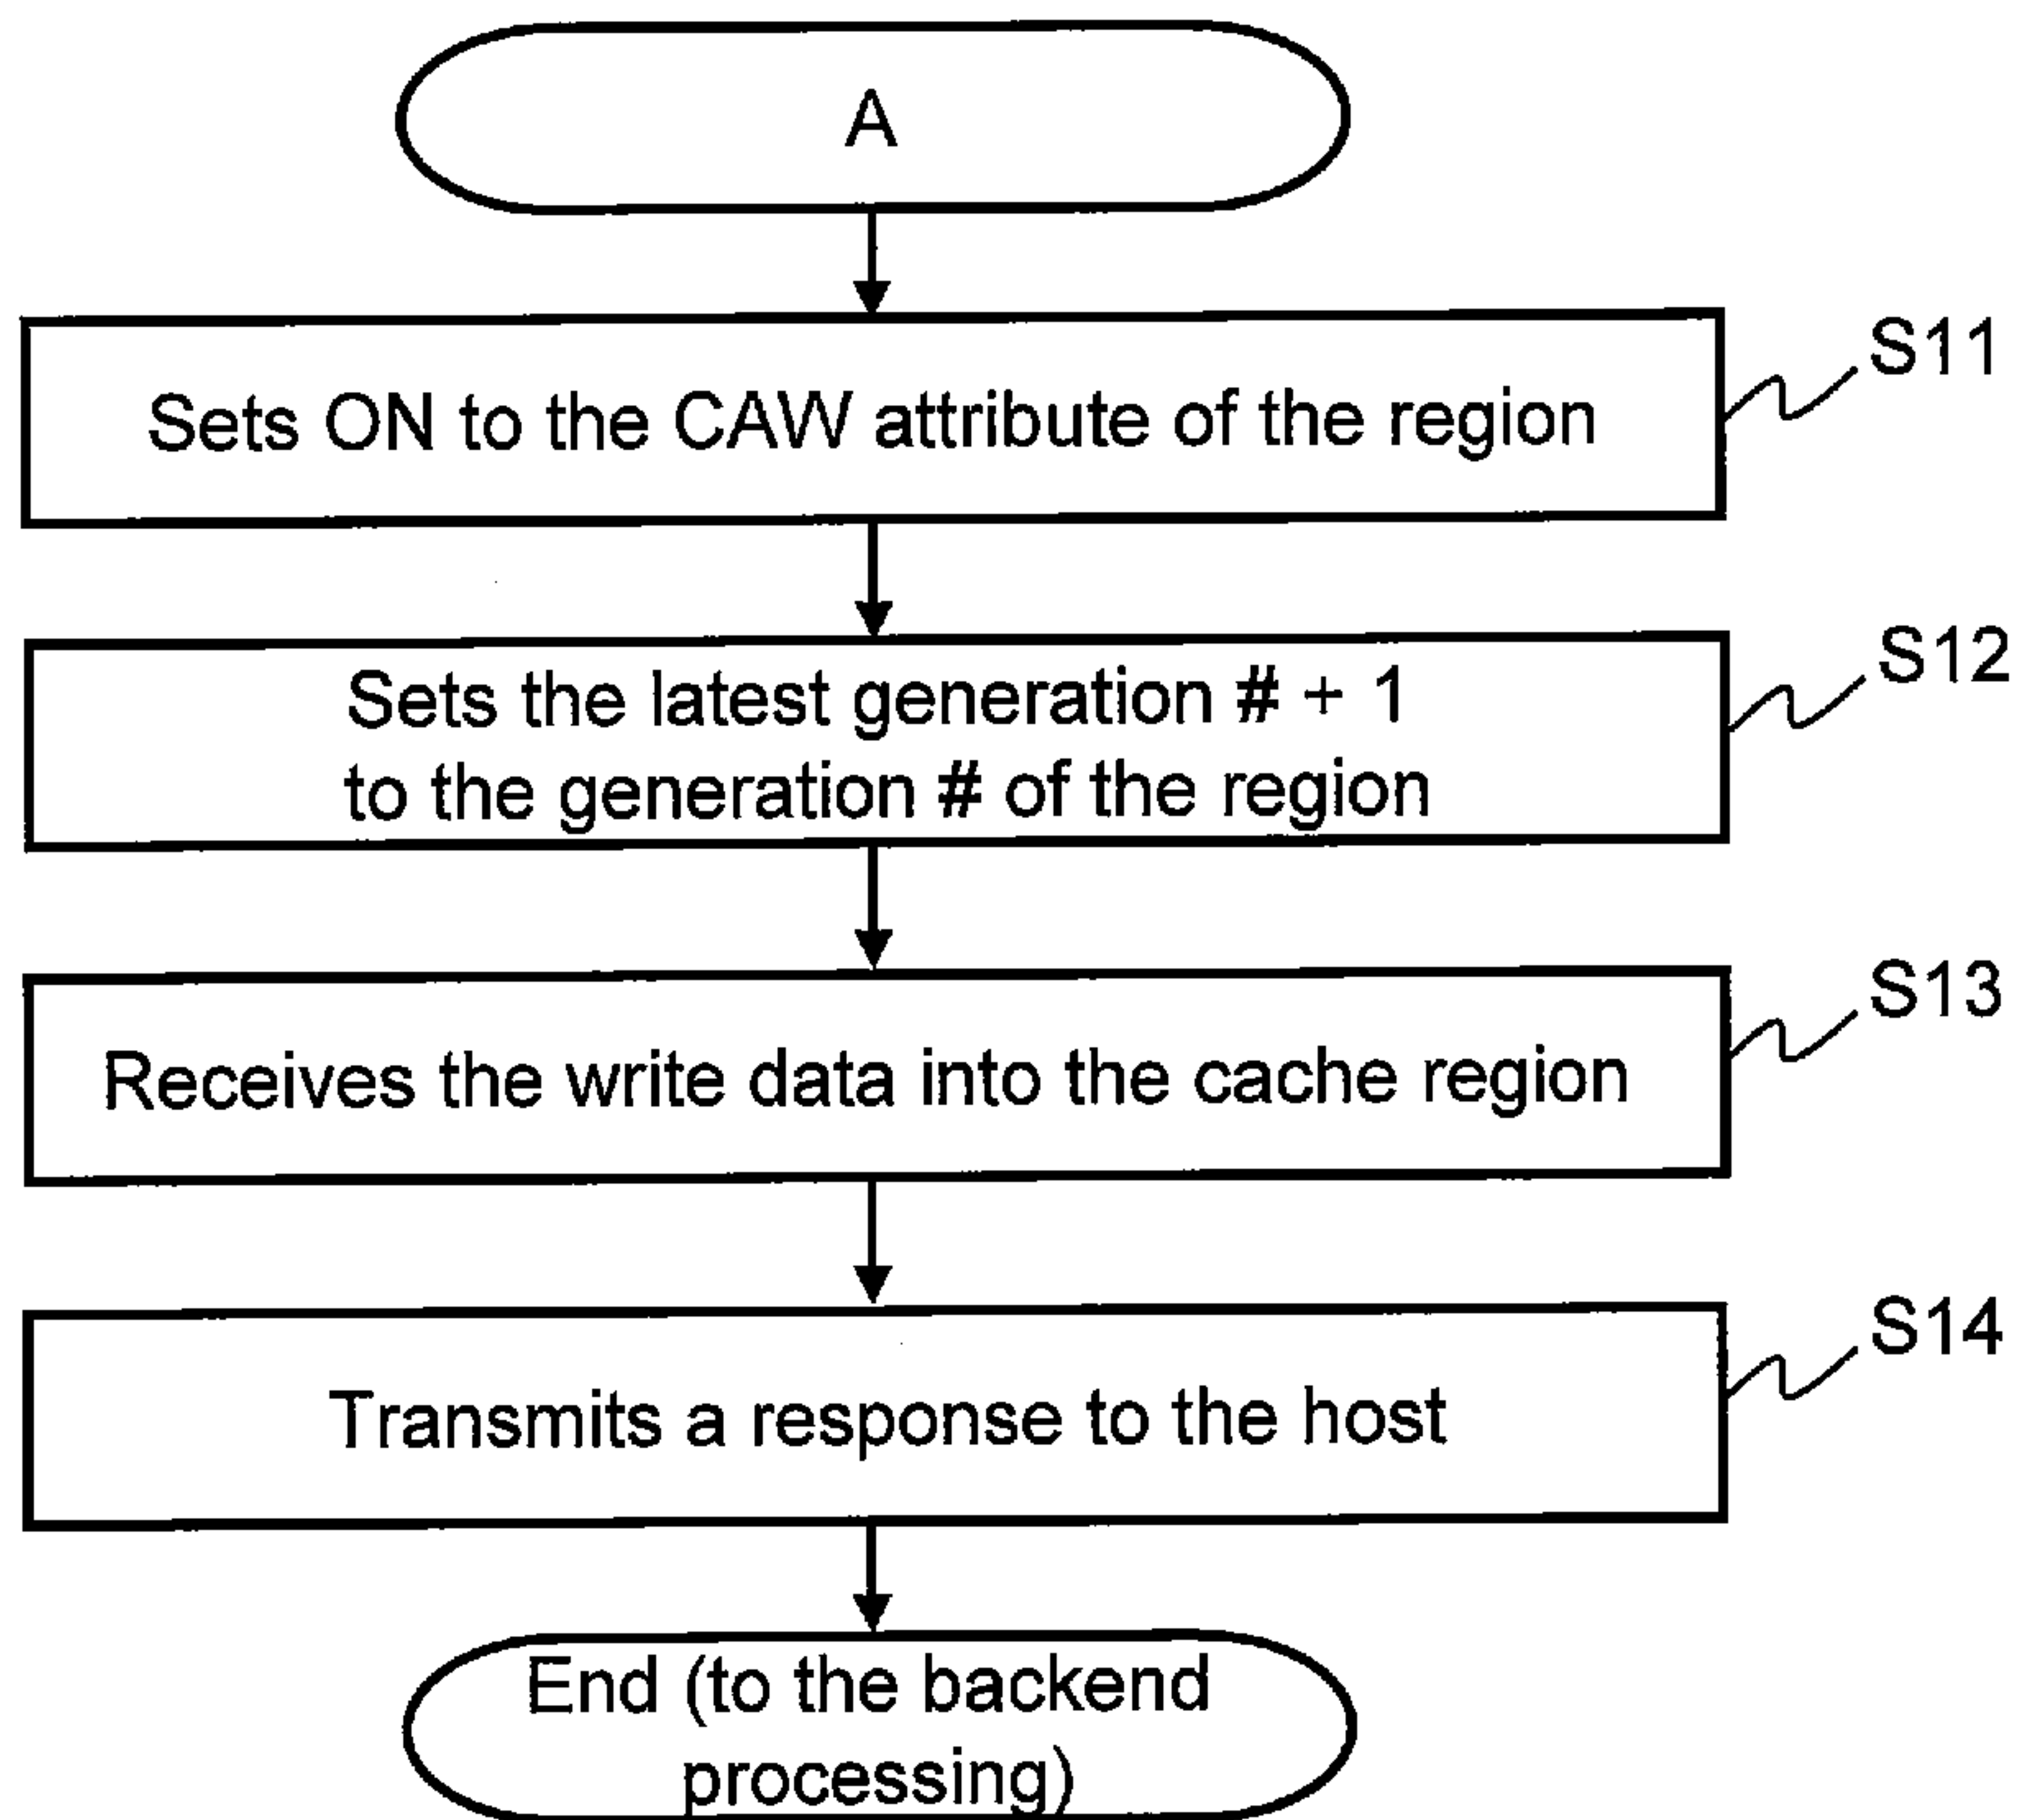 A
Sets ON to the CAW attribute of the region
S11
Sets the latest generation # + 1
to the generation # of the region
S12
Receives the write data into the cache region
S13
Transmits a response to the host
S14
End (to the backend
processing)